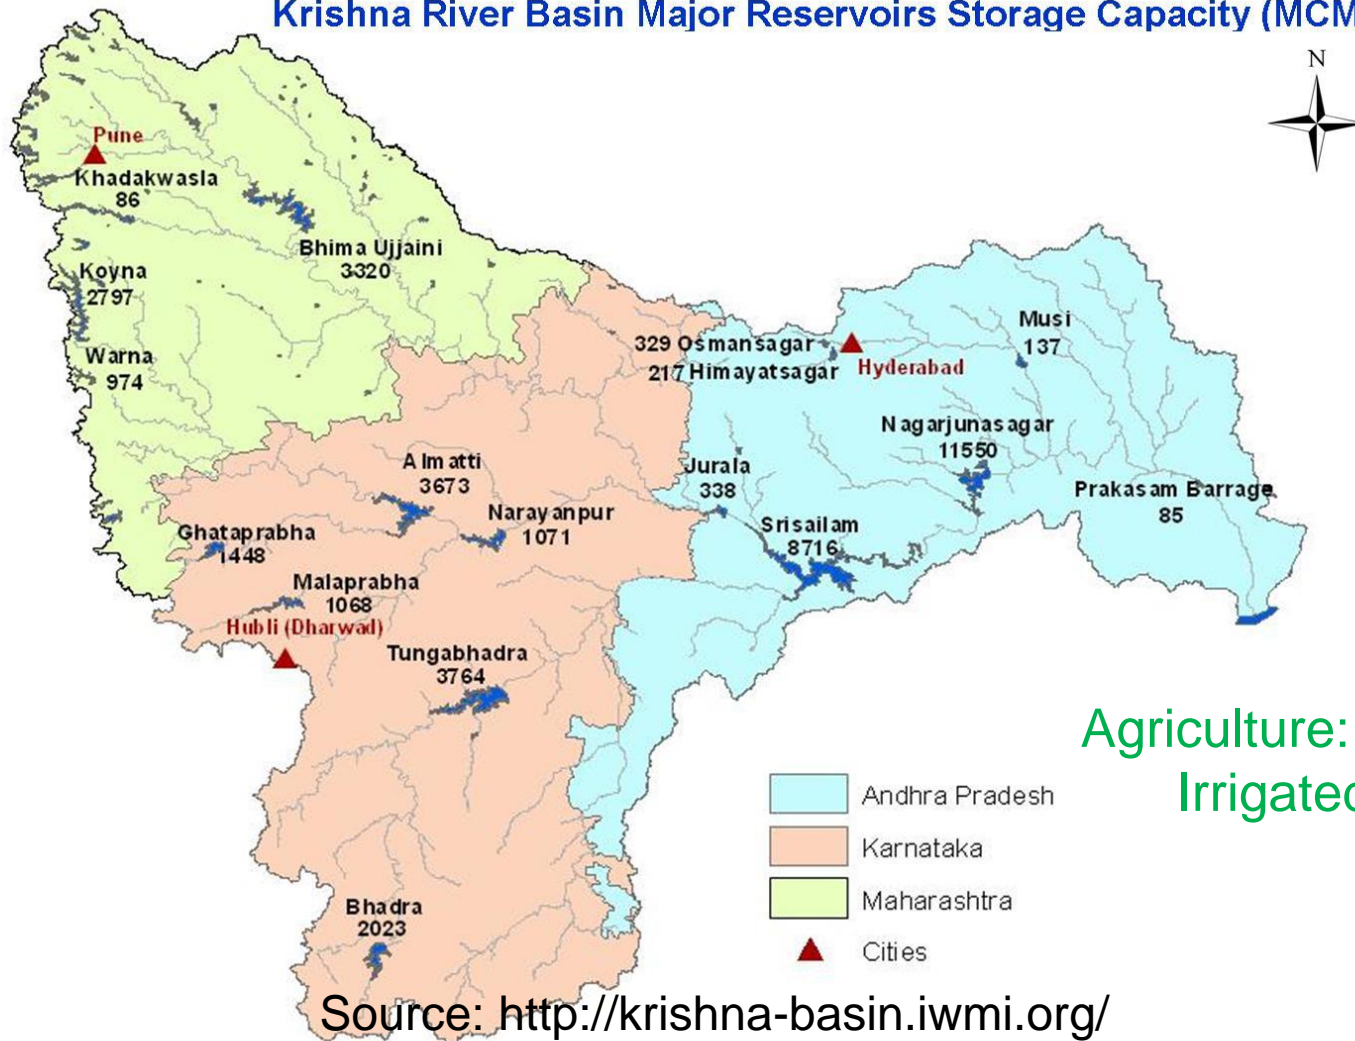 Krishna River Basin Major Reservoirs Storage Capacity (MCM
N
Pune
Khadakwasla
86
Bhima Ujjaini
3320
Koyna
2797
Warna
974
329 Osmansagar
217 Himayatsagar
Hyderabad
Musi
137
Nagarjunasagar
11550
Almatti
3673
Jurala
338
Prakasam Barrage
85
Narayanpur
1071
Srisailam
8716
Ghataprabha
1448
Malaprabha
1068
Hubli (Dharwad)
Tungabhadra
3764
Agriculture:
Irrigated
Andhra Pradesh
Karnataka
Maharashtra
Cities
Bhadra
2023
Source: http://krishna-basin.iwmi.org/